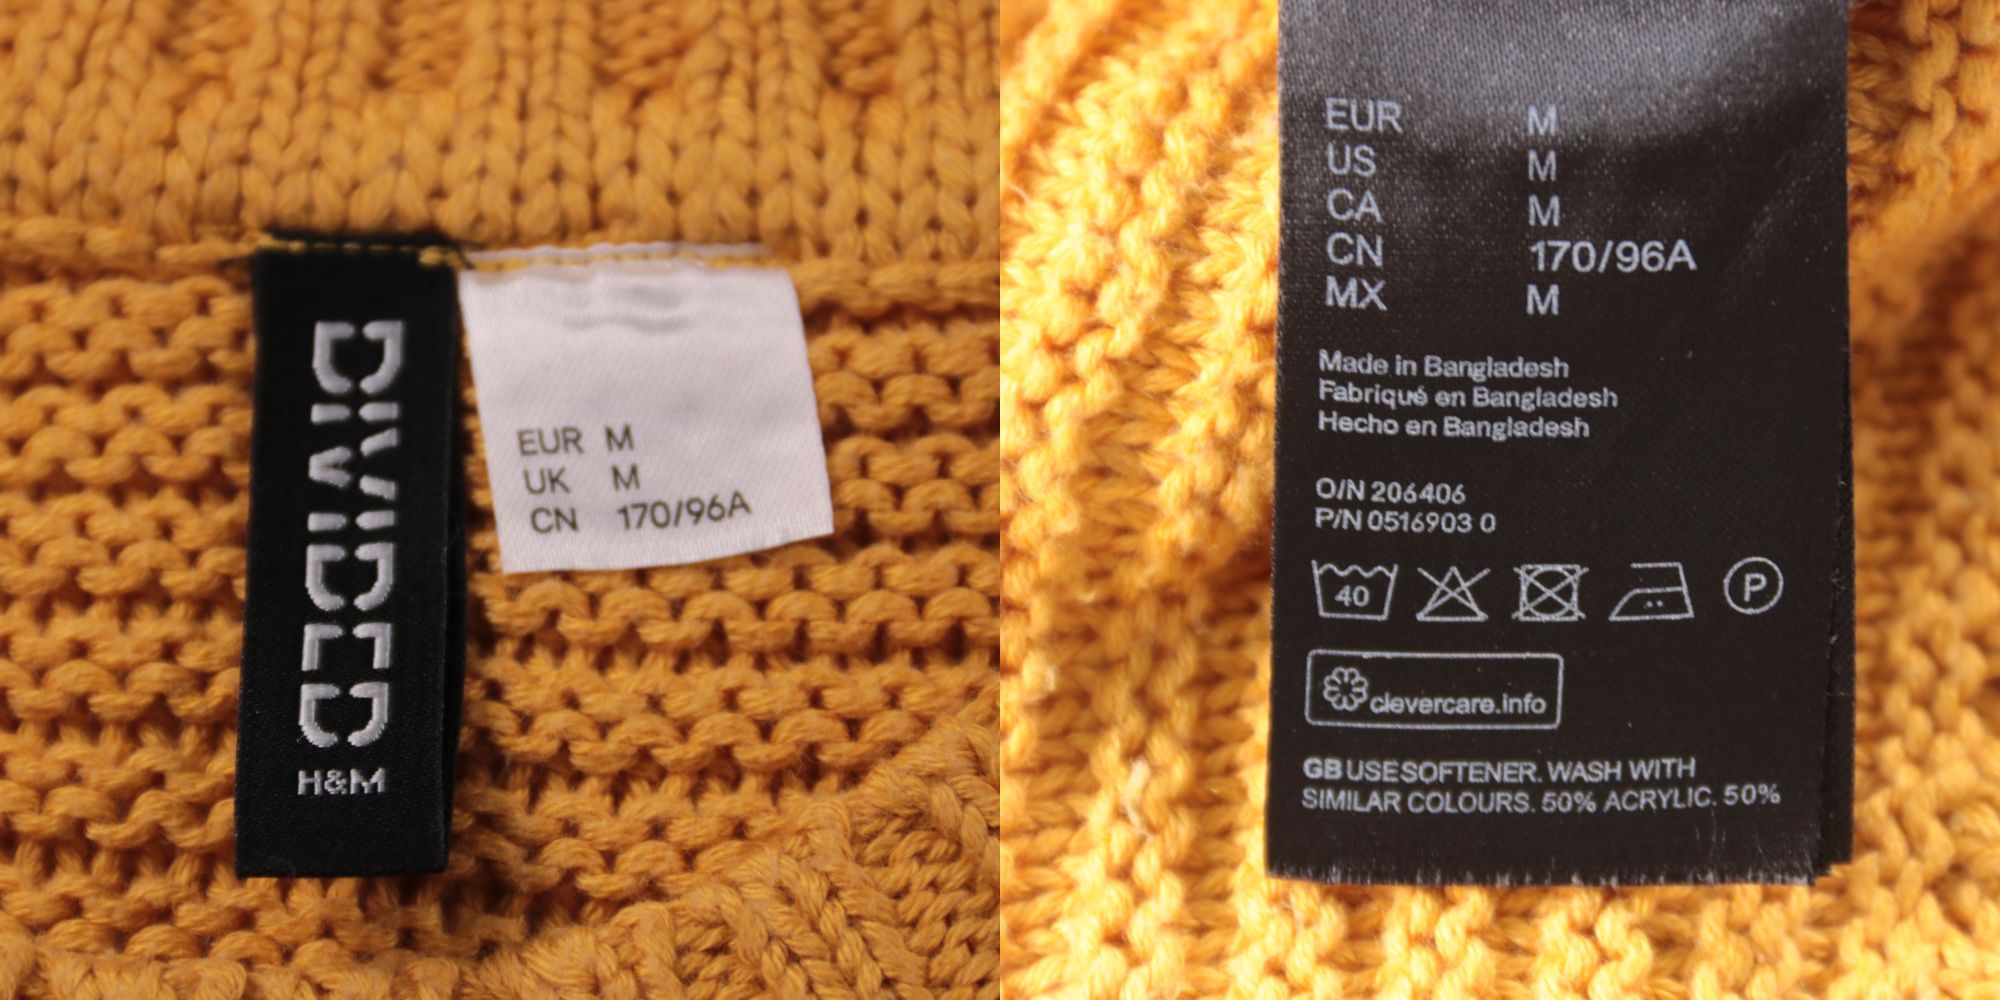 DIVIDED
H&M
EUR M
UK M
CN 170/96A
EUR M
US M
CA M
CN 170/96A
MX M
Made in Bangladesh
Fabriqué en Bangladesh
Hecho en Bangladesh
O/N 206406
P/N 0516903 0
40
P
clevercare.info
GB USE SOFTENER. WASH WITH
SIMILAR COLOURS. 50% ACRYLIC. 50%